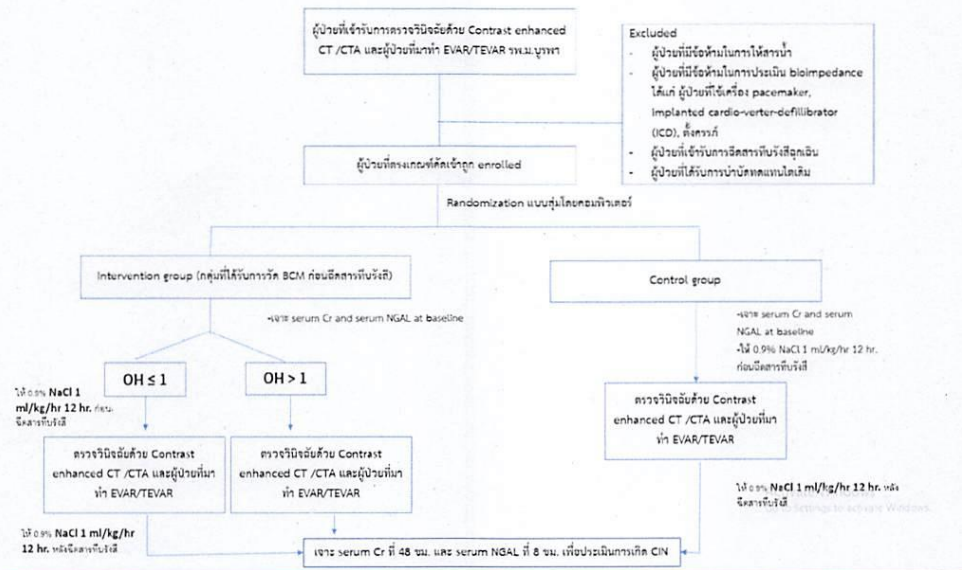 ผู้ป่วยที่เข้ารับการตรวจวินิจฉัยด้วย Contrast enhanced
CT /CTA และผู้ป่วยที่มาทำ EVAR/TEVAR รพ.ม.บูรพา
Excluded
- ผู้ป่วยที่มีข้อห้ามในการให้สารน้ำ
- ผู้ป่วยที่มีข้อห้ามในการประเมิน bioimpedance
ได้แก่ ผู้ป่วยที่ใช้เครื่อง pacemaker,
Implanted cardio-verter-defillibrator
(ICD), ตั้งครรภ์
- ผู้ป่วยที่เข้ารับการฉีดสารทึบรังสีฉุกเฉิน
- ผู้ป่วยที่ได้รับการบำบัดทดแทนไตเดิม
ผู้ป่วยที่ตรงเกณฑ์คัดเข้าถูก enrolled
Randomization แบบสุ่มโดยคอมพิวเตอร์
Intervention group (กลุ่มที่ได้รับการวัด BCM ก่อนฉีดสารทึบรังสี)
Control group
-เจาะ serum Cr and serum NGAL at baseline
-เจาะ serum Cr and serum
NGAL at baseline
-ให้ 0.9% NaCl 1 ml/kg/hr 12 hr.
ก่อนฉีดสารทึบรังสี
OH ≤ 1
OH > 1
ให้ 0.9% NaCl 1
ml/kg/hr 12 hr. ก่อน
ฉีดสารทึบรังสี
ตรวจวินิจฉัยด้วย Contrast
enhanced CT /CTA และผู้ป่วยที่มา
ทำ EVAR/TEVAR
ตรวจวินิจฉัยด้วย Contrast
enhanced CT /CTA และผู้ป่วยที่มา
ทำ EVAR/TEVAR
ตรวจวินิจฉัยด้วย Contrast
enhanced CT /CTA และผู้ป่วยที่มา
ทำ EVAR/TEVAR
ให้ 0.9% NaCl 1 ml/kg/hr 12 hr. หลัง
ฉีดสารทึบรังสี
Go to Settings to activate Windows.
ให้ 0.9% NaCl 1 ml/kg/hr
12 hr. หลังฉีดสารทึบรังสี
เจาะ serum Cr ที่ 48 ชม. และ serum NGAL ที่ 8 ชม. เพื่อประเมินการเกิด CIN